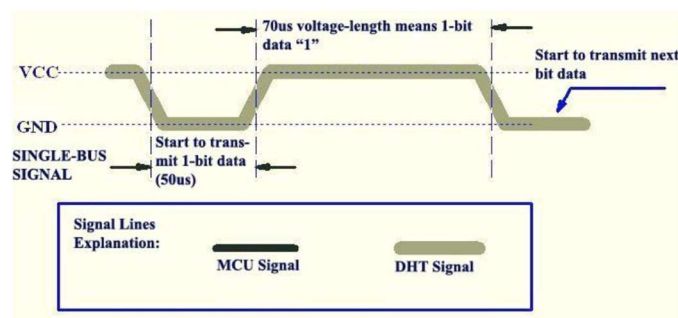 70us voltage-length means 1-bit
data “1”
Start to transmit next
bit data
VCC
GND
SINGLE-BUS
SIGNAL
Start to trans-
mit 1-bit data
(50us)
Signal Lines
Explanation:
MCU Signal
DHT Signal